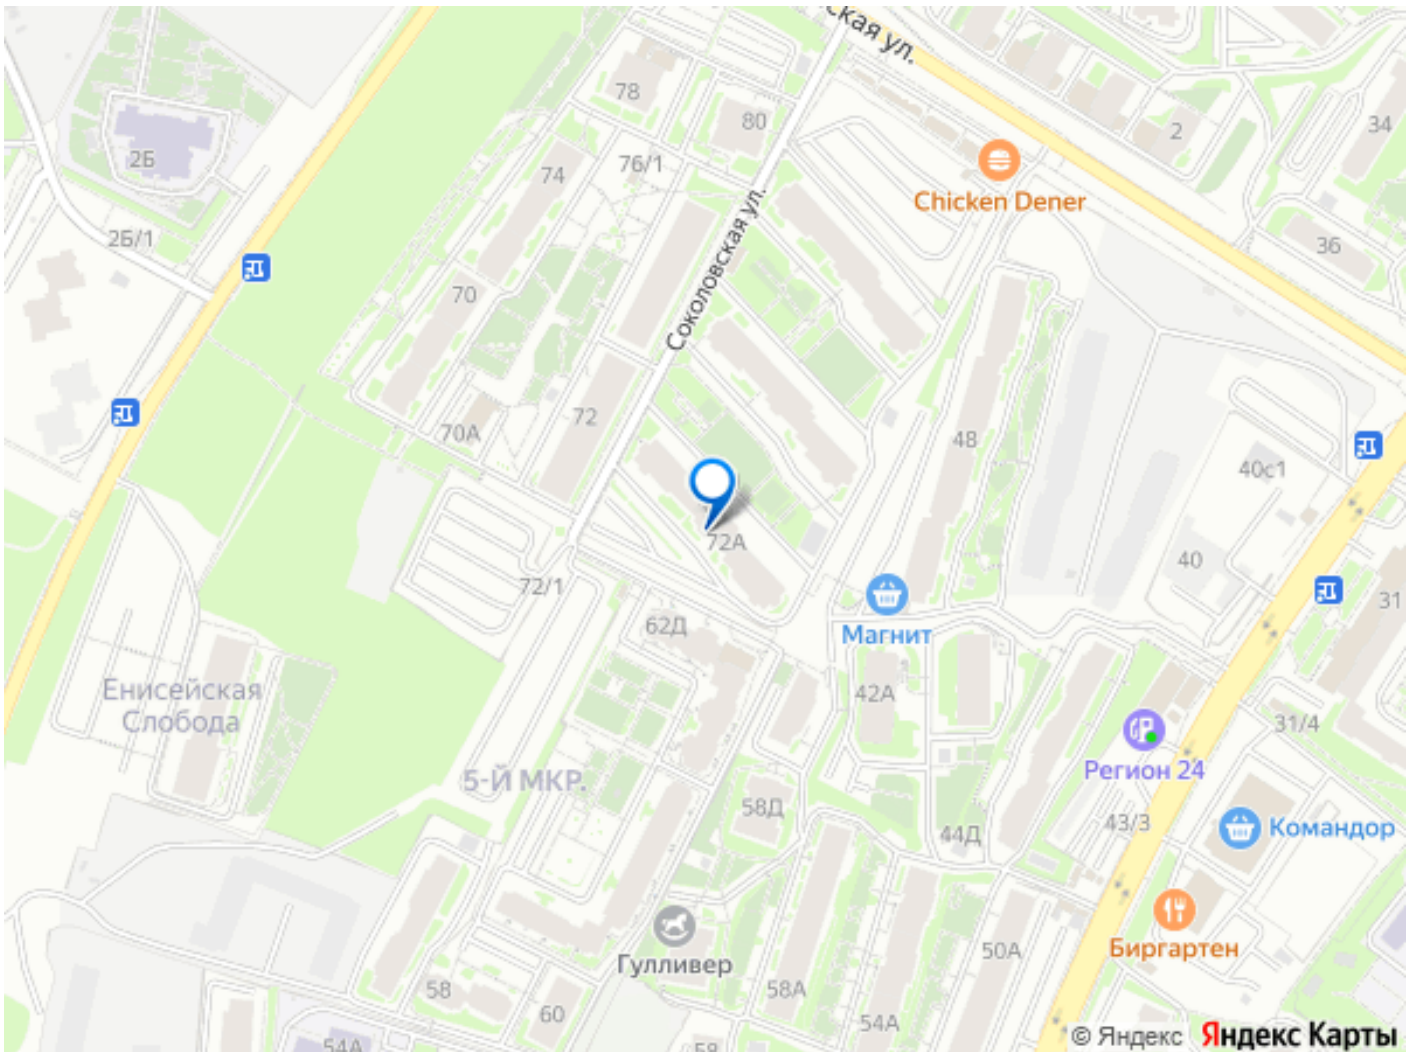 ская ул.
78
80
2
34
2Б
74
76/1
Chicken Dener
2Б/1
Соколовская ул.
36
70
72
70А
48
40с1
72А
40
72/1
31
62Д
Магнит
42А
Енисейская
Слобода
31/4
5-Й МКР.
Регион 24
58Д
43/3
44Д
Командор
Гулливер
Биргартен
50А
58
58А
60
54А
54А
58
© Яндекс Яндекс Карты